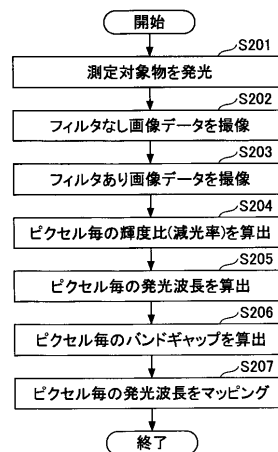 開始
S201
測定対象物を発光
S202
フィルタなし画像データを撮像
S203
フィルタあり画像データを撮像
S204
ピクセル毎の輝度比(減光率)を算出
S205
ピクセル毎の発光波長を算出
S206
ピクセル毎のバンドギャップを算出
S207
ピクセル毎の発光波長をマッピング
終了